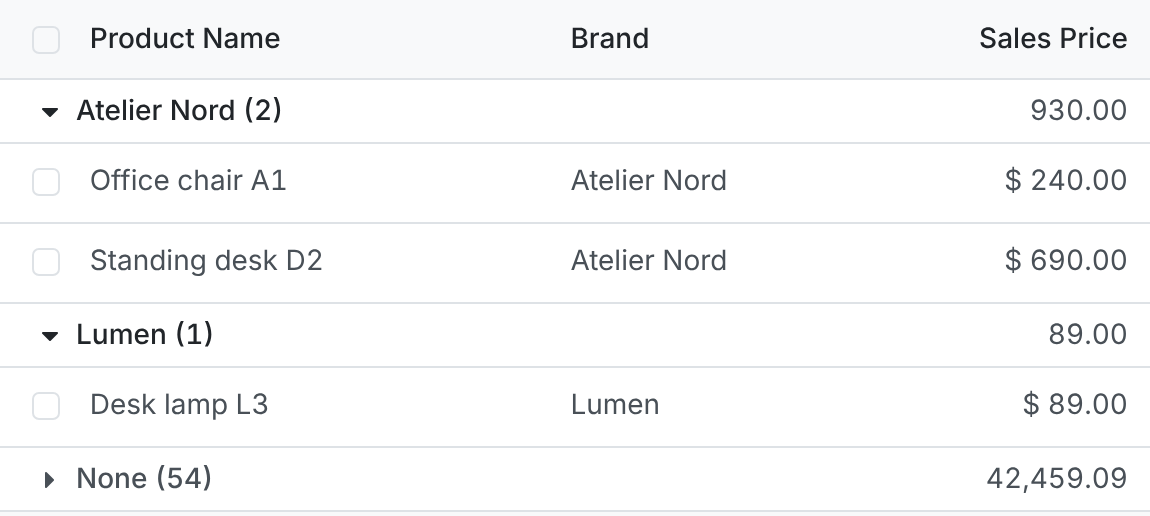 Product Name Brand Sales Price
Atelier Nord (2) 930.00
Office chair A1 Atelier Nord $ 240.00
Standing desk D2 Atelier Nord $ 690.00
Lumen (1) 89.00
Desk lamp L3 Lumen $ 89.00
None (54) 42,459.09